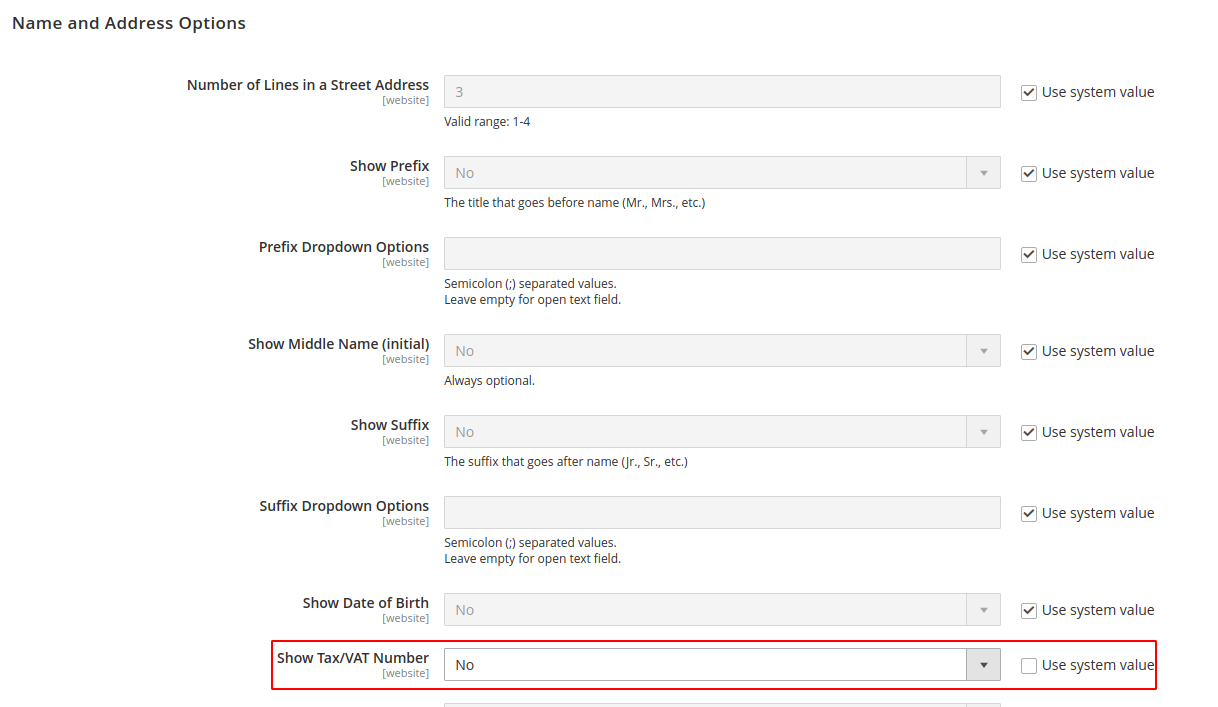 Name and Address Options
Number of Lines in a Street Address
[website]
3
Use system value
Valid range: 1-4
Show Prefix
[website]
No
Use system value
The title that goes before name (Mr., Mrs., etc.)
Prefix Dropdown Options
[website]
Use system value
Semicolon (;) separated values.
Leave empty for open text field.
Show Middle Name (initial)
[website]
No
Use system value
Always optional.
Show Suffix
[website]
No
Use system value
The suffix that goes after name (Jr., Sr., etc.)
Suffix Dropdown Options
[website]
Use system value
Semicolon (;) separated values.
Leave empty for open text field.
Show Date of Birth
[website]
No
Use system value
Show Tax/VAT Number
[website]
No
Use system value